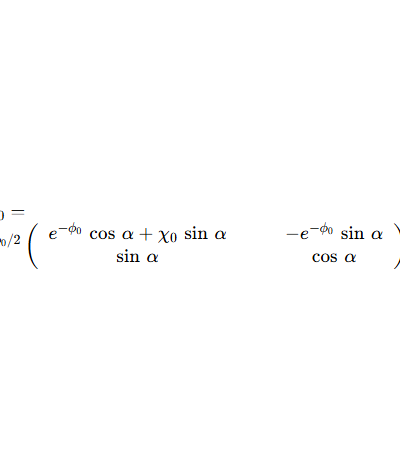 ₀ =
₀/2 ( e^{-ϕ₀} cos α + χ₀ sin α    −e^{-ϕ₀} sin α
sin α    cos α )